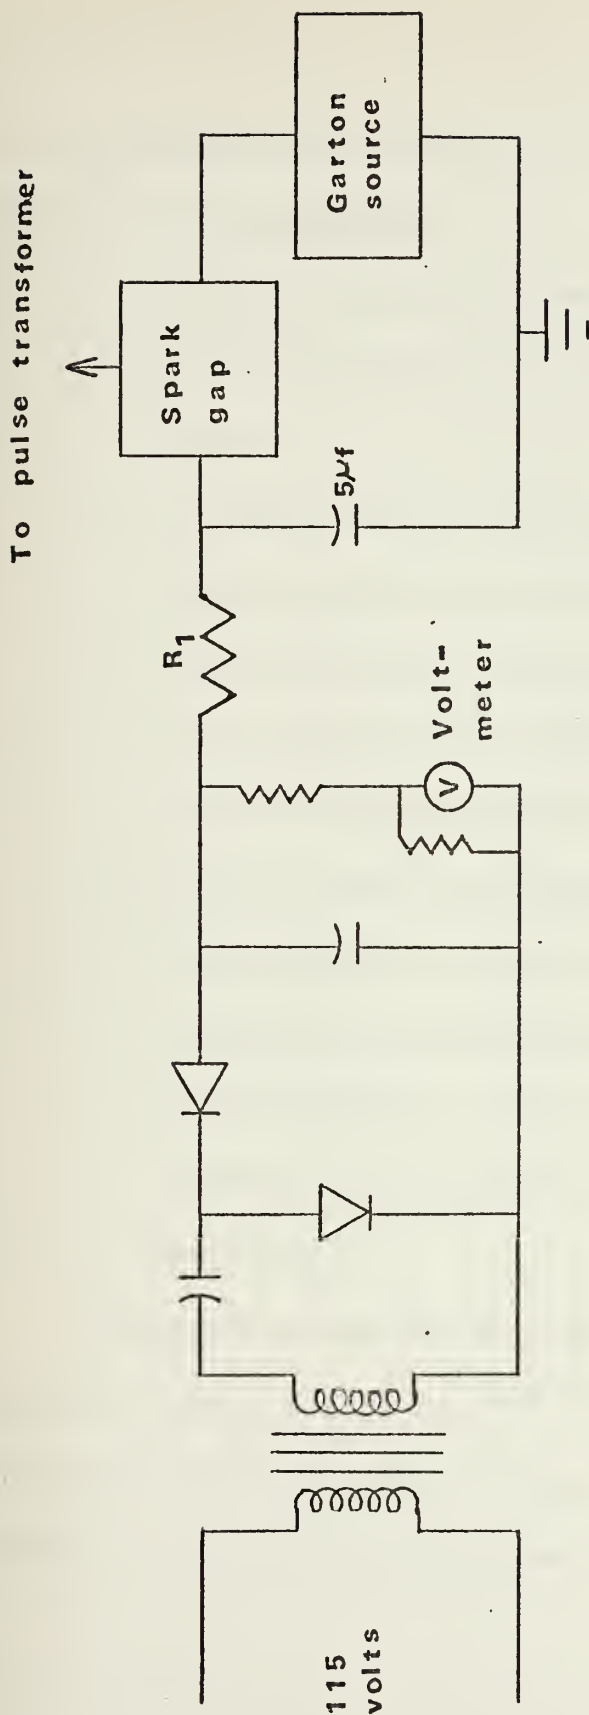 To pulse transformer
Spark
gap
Garton
source
R1
5μf
Volt-
meter
V
115
volts